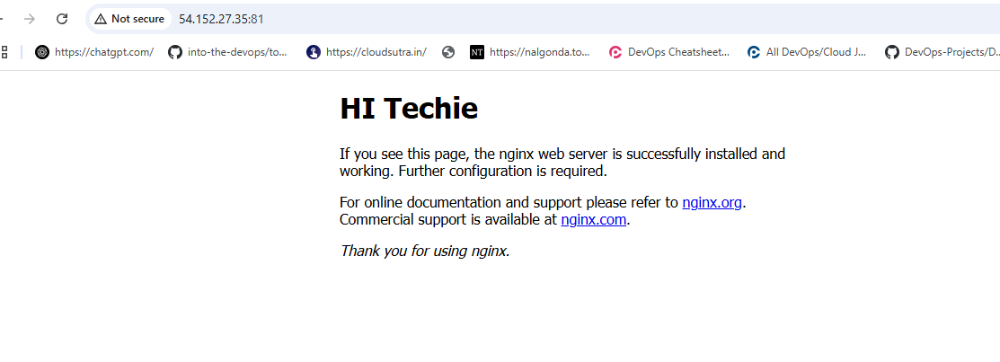 Not secure 54.152.27.35:81
https://chatgpt.com/ into-the-devops/to... https://cloudsutra.in/ NT https://nalgonda.to... DevOps Cheatsheet... All DevOps/Cloud J... DevOps-Projects/D...
HI Techie
If you see this page, the nginx web server is successfully installed and
working. Further configuration is required.
For online documentation and support please refer to nginx.org.
Commercial support is available at nginx.com.
Thank you for using nginx.